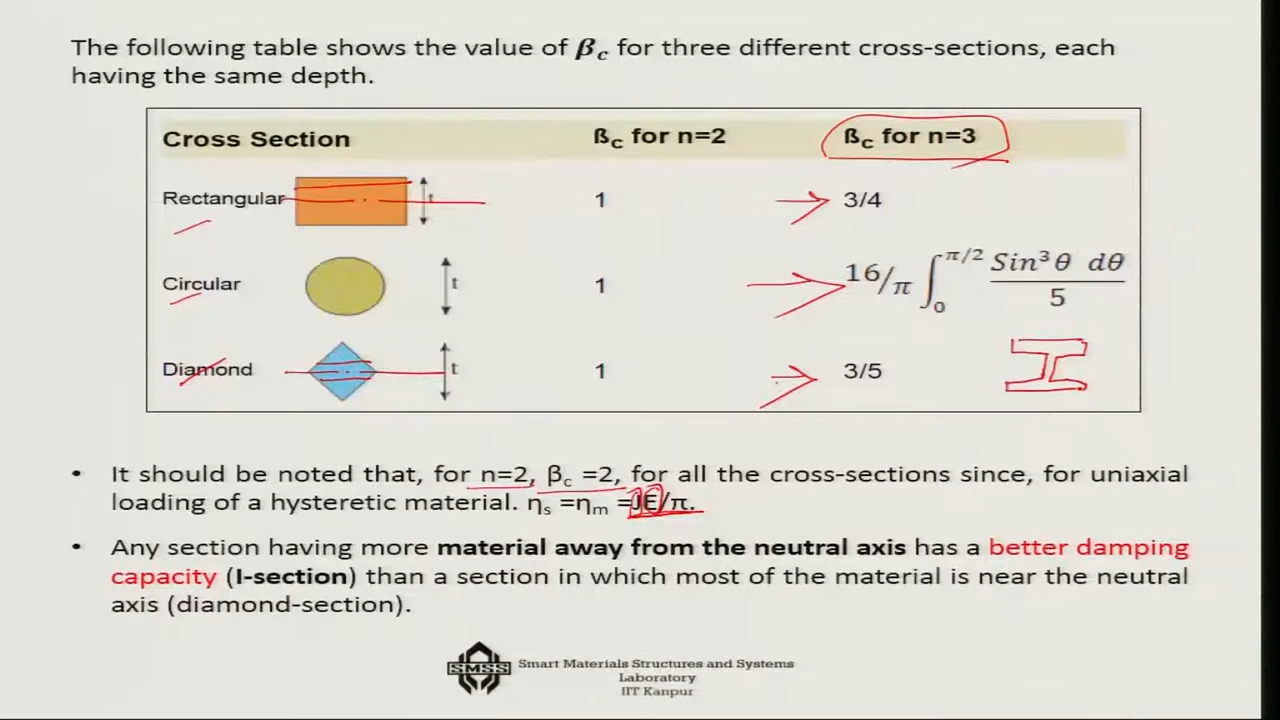 The following table shows the value of β_c for three different cross-sections, each
having the same depth.
Cross Section ßC for n=2 ßC for n=3
Rectangular t 1 3/4
Circular t 1 16/π ∫₀^π/2 Sin³θ dθ / 5
Diamond t 1 3/5
• It should be noted that, for n=2, βc =2, for all the cross-sections since, for uniaxial
loading of a hysteretic material. ηs =ηm =JE/π.
• Any section having more material away from the neutral axis has a better damping
capacity (I-section) than a section in which most of the material is near the neutral
axis (diamond-section).
SMSS
Smart Materials Structures and Systems
Laboratory
IIT Kanpur